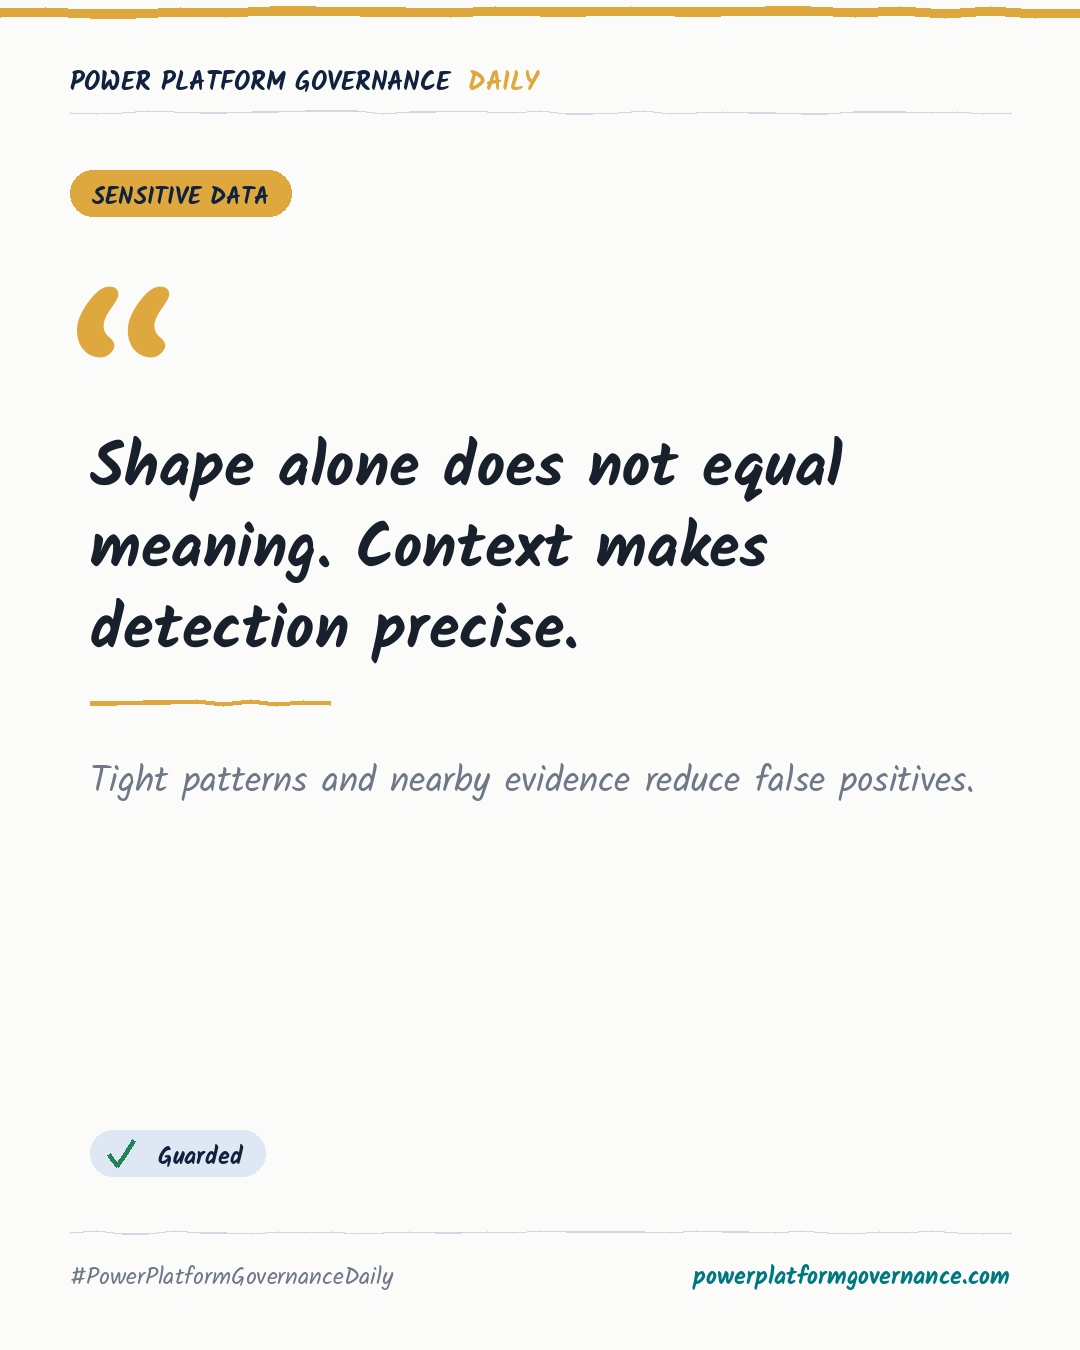 POWER PLATFORM GOVERNANCE DAILY
SENSITIVE DATA
“
Shape alone does not equal
meaning. Context makes
detection precise.
Tight patterns and nearby evidence reduce false positives.
✓ Guarded
#PowerPlatformGovernanceDaily
powerplatformgovernance.com